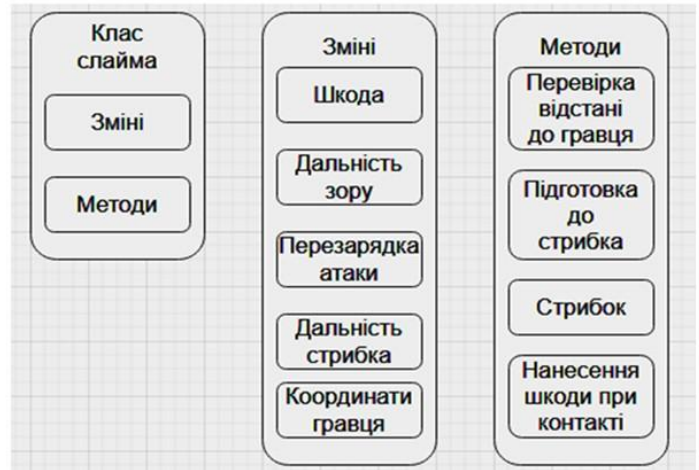 Клас
слайма
Зміні
Методи
Зміні
Шкода
Дальність
зору
Перезарядка
атаки
Дальність
стрибка
Координати
гравця
Методи
Перевірка
відстані
до гравця
Підготовка
до
стрибка
Стрибок
Нанесення
шкоди при
контакті